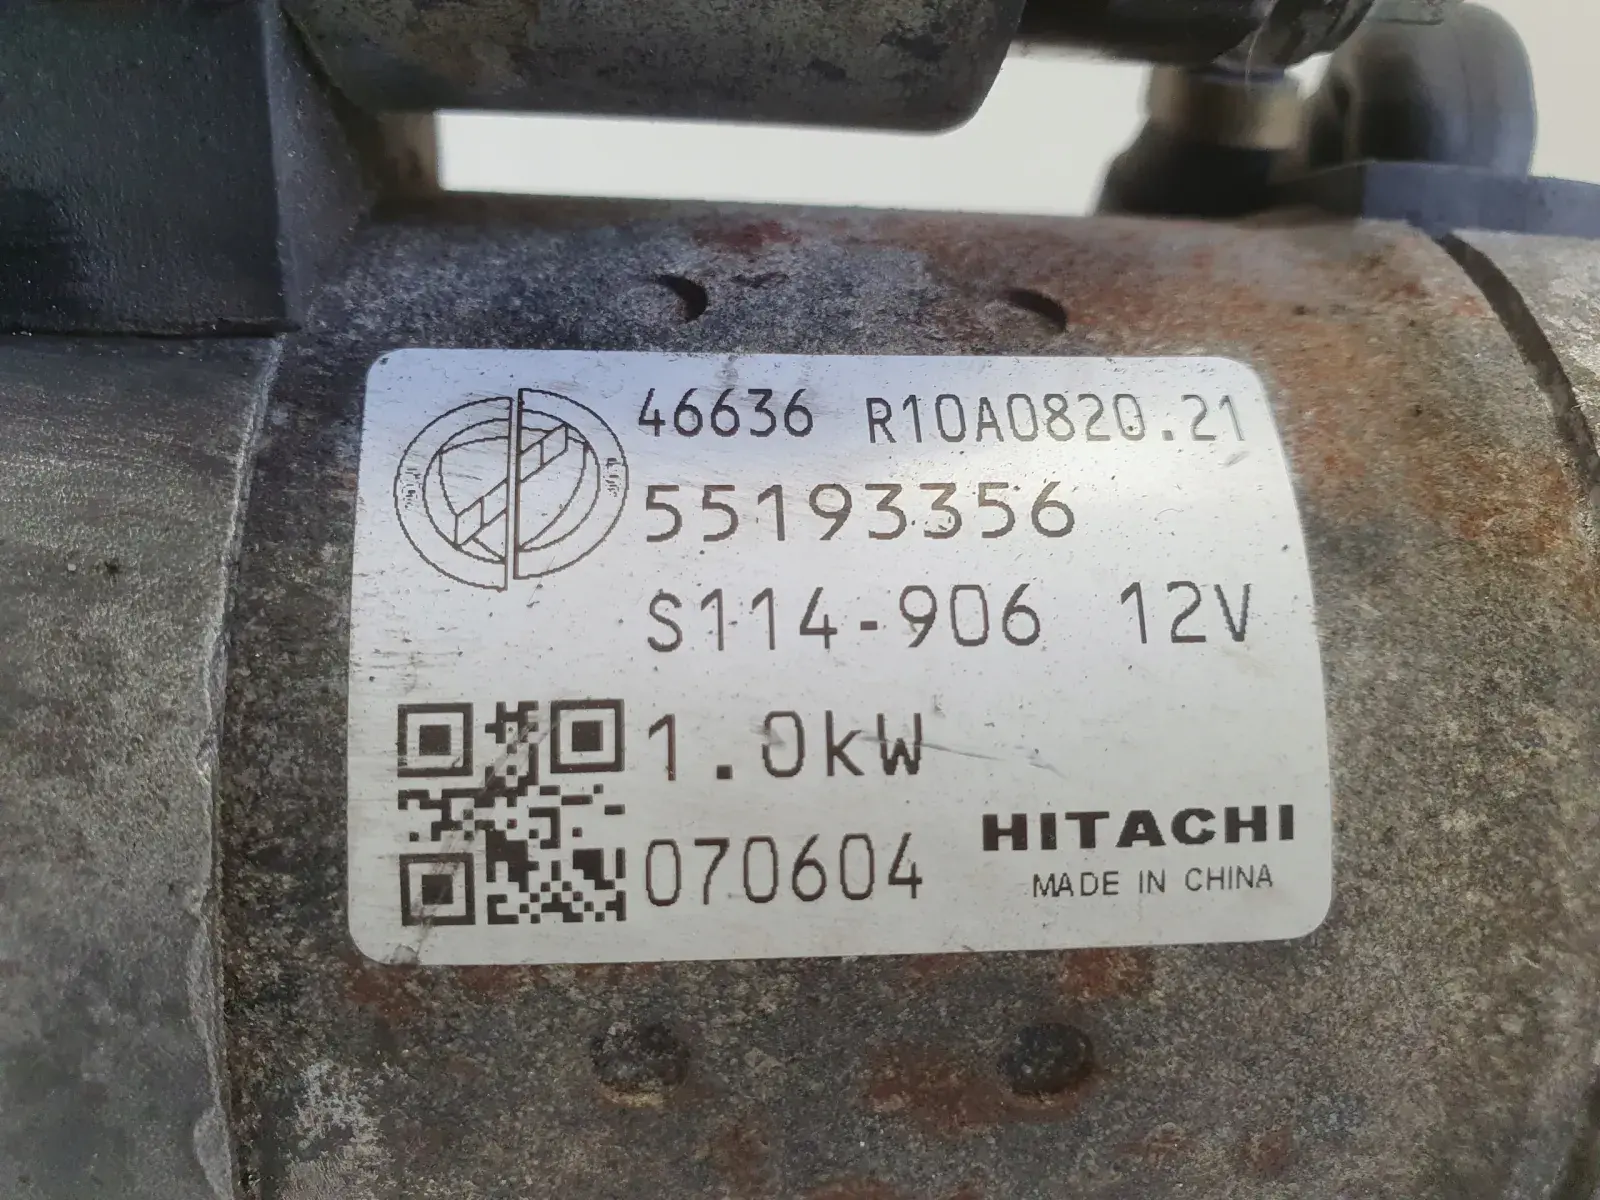 46636 R10A0820.21
55193356
S114-906 12V
1.0kW
070604
HITACHI
MADE IN CHINA